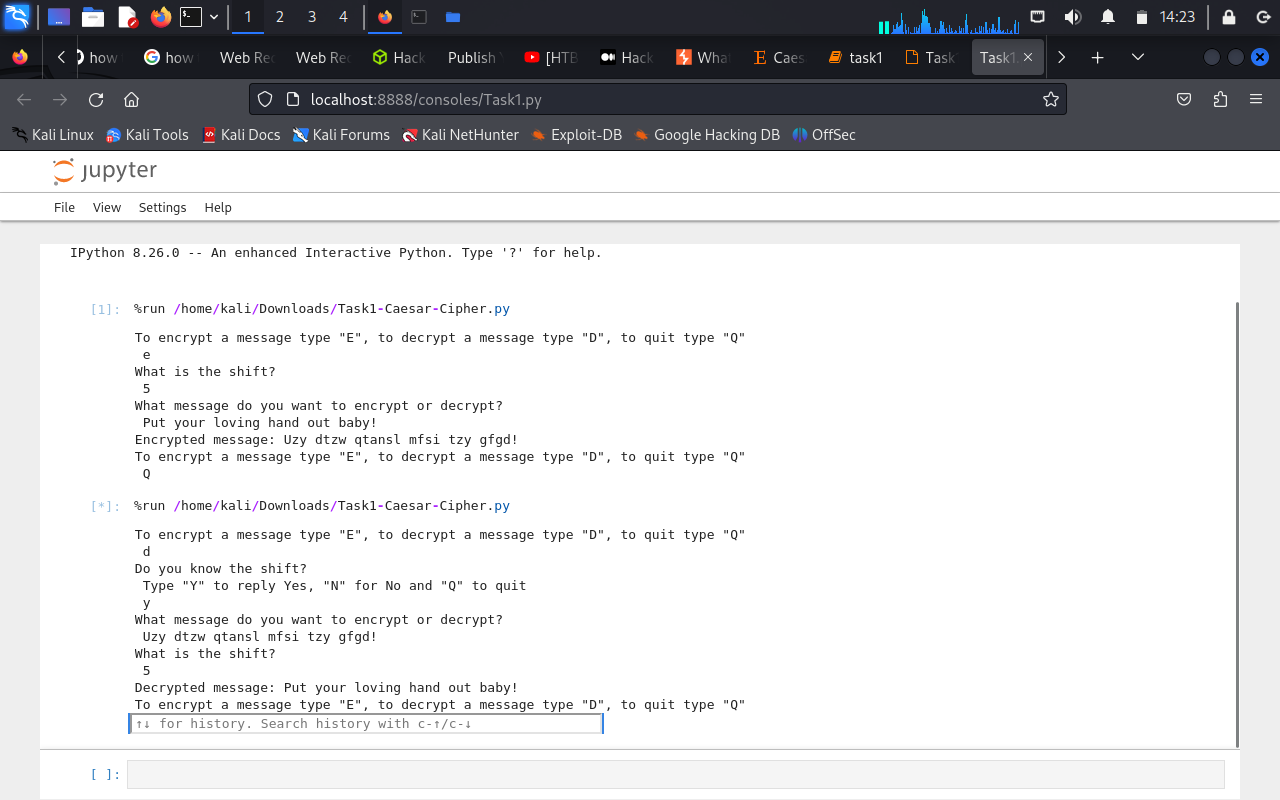 1 2 3 4 14:23
how how Web Rec Web Rec Hack Publish [HTB Hack Wha Caes task1 Task Task1.
localhost:8888/consoles/Task1.py
Kali Linux Kali Tools Kali Docs Kali Forums Kali NetHunter Exploit-DB Google Hacking DB OffSec
jupyter
File View Settings Help
IPython 8.26.0 -- An enhanced Interactive Python. Type '?' for help.
[1]: %run /home/kali/Downloads/Task1-Caesar-Cipher.py
To encrypt a message type "E", to decrypt a message type "D", to quit type "Q"
e
What is the shift?
5
What message do you want to encrypt or decrypt?
Put your loving hand out baby!
Encrypted message: Uzy dtzw qtansl mfsi tzy gfgd!
To encrypt a message type "E", to decrypt a message type "D", to quit type "Q"
Q
[*]: %run /home/kali/Downloads/Task1-Caesar-Cipher.py
To encrypt a message type "E", to decrypt a message type "D", to quit type "Q"
d
Do you know the shift?
Type "Y" to reply Yes, "N" for No and "Q" to quit
y
What message do you want to encrypt or decrypt?
Uzy dtzw qtansl mfsi tzy gfgd!
What is the shift?
5
Decrypted message: Put your loving hand out baby!
To encrypt a message type "E", to decrypt a message type "D", to quit type "Q"
↑↓ for history. Search history with c-↑/c-↓
[ ]: